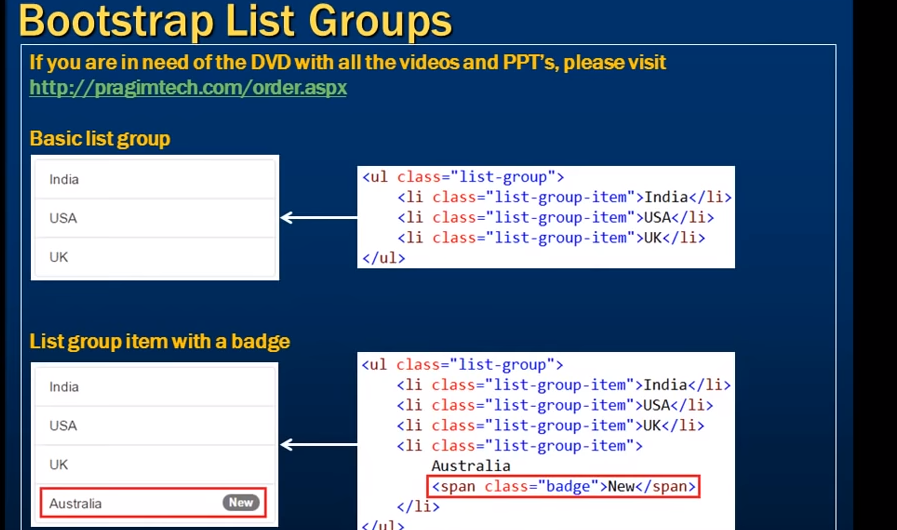 Bootstrap List Groups
If you are in need of the DVD with all the videos and PPT's, please visit
http://pragimtech.com/order.aspx
Basic list group
India
USA
UK
<ul class="list-group">
<li class="list-group-item">India</li>
<li class="list-group-item">USA</li>
<li class="list-group-item">UK</li>
</ul>
List group item with a badge
India
USA
UK
Australia New
<ul class="list-group">
<li class="list-group-item">India</li>
<li class="list-group-item">USA</li>
<li class="list-group-item">UK</li>
<li class="list-group-item">
Australia
<span class="badge">New</span>
</li>
</ul>